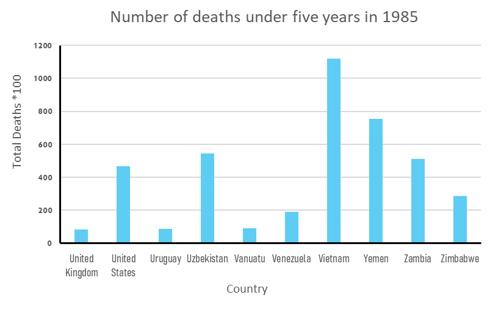 Number of deaths under five years in 1985
Total Deaths *100
1200
1000
800
600
400
200
0
United Kingdom
United States
Uruguay
Uzbekistan
Vanuatu
Venezuela
Vietnam
Yemen
Zambia
Zimbabwe
Country